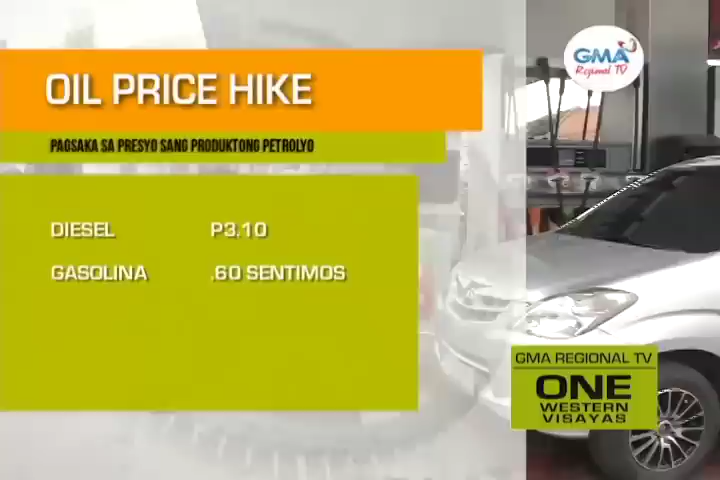 OIL PRICE HIKE
PAGSAKA SA PRESYO SANG PRODUKTONG PETROLYO
DIESEL P3.10
GASOLINA .60 SENTIMOS
GMA
Regional TV
GMA REGIONAL TV
ONE
WESTERN
VISAYAS